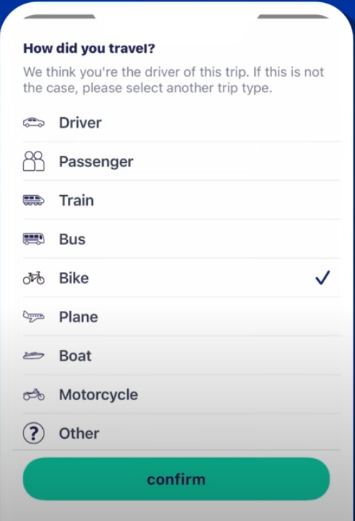 How did you travel?
We think you're the driver of this trip. If this is not
the case, please select another trip type.
Driver
Passenger
Train
Bus
Bike
Plane
Boat
Motorcycle
? Other
confirm